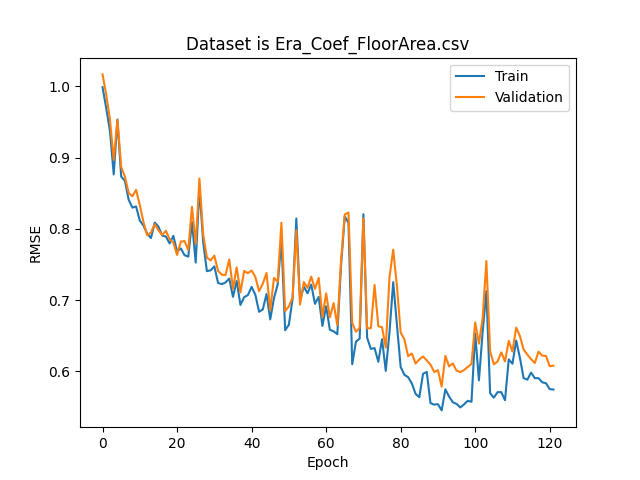 Dataset is Era_Coef_FloorArea.csv
Train
Validation
RMSE
1.0
0.9
0.8
0.7
0.6
0
20
40
60
80
100
120
Epoch